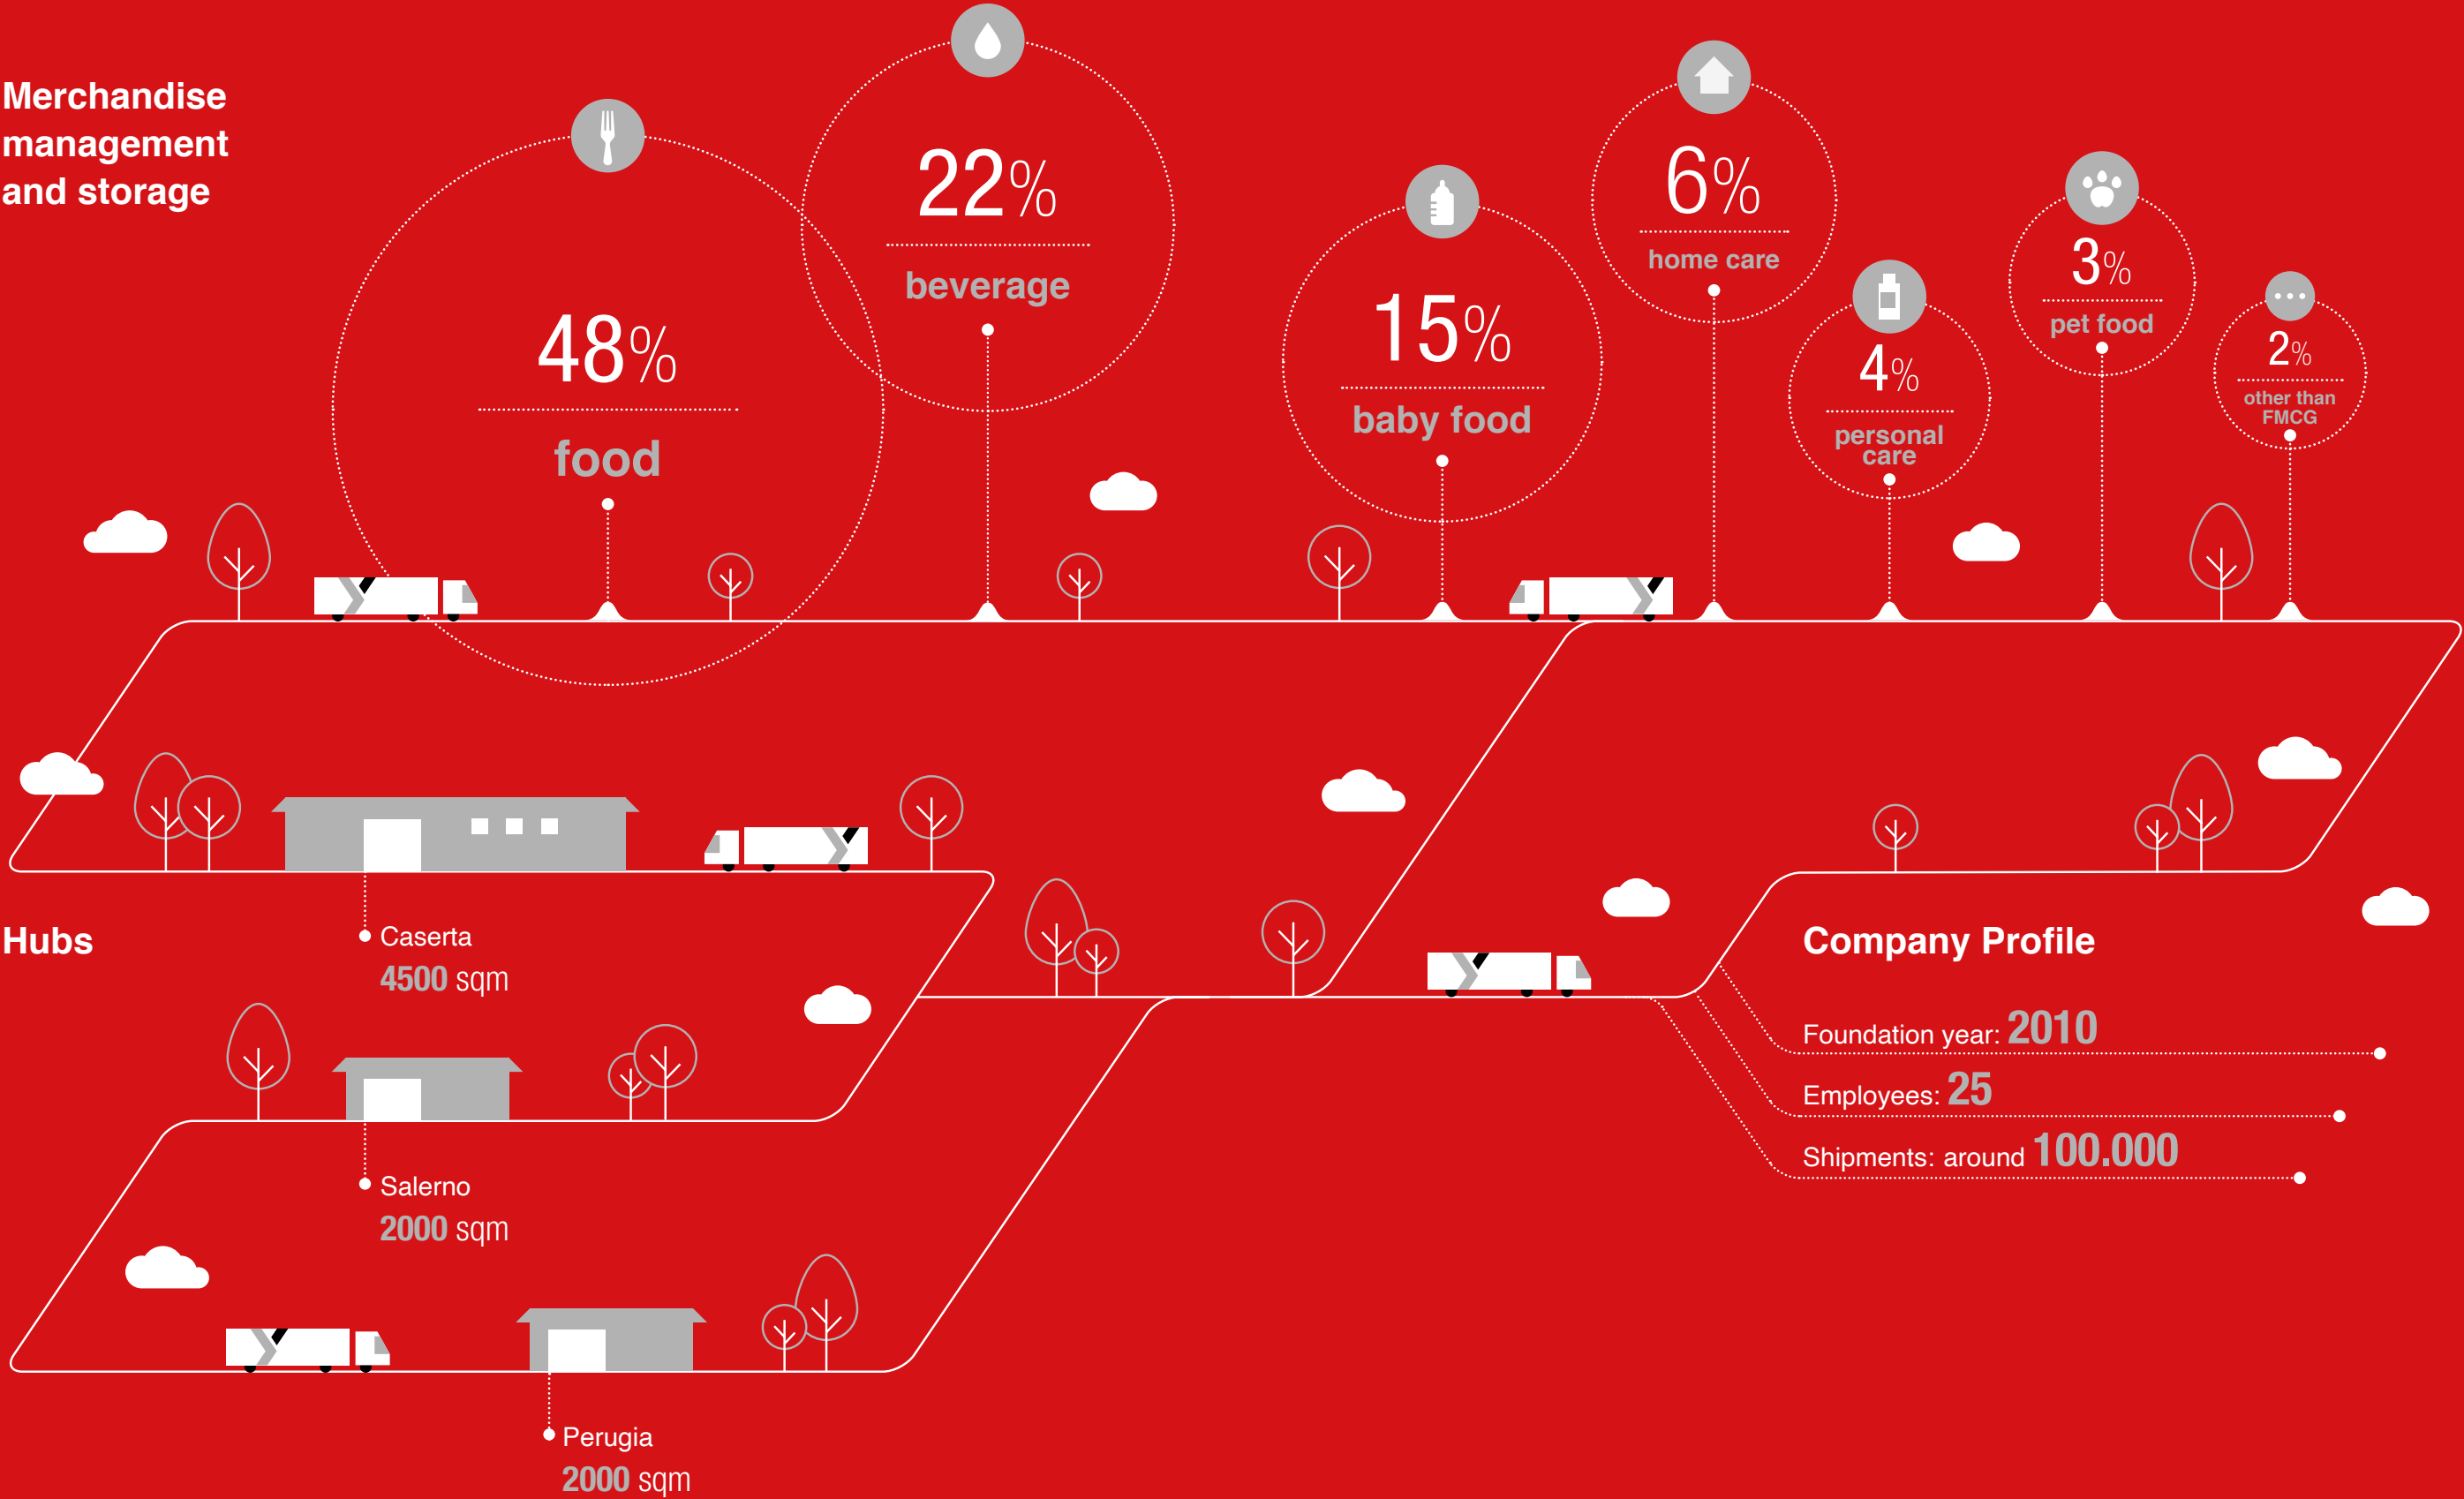 Merchandise
management
and storage
48%
food
22%
beverage
15%
baby food
6%
home care
4%
personal
care
3%
pet food
2%
other than
FMCG
Hubs
Caserta
4500 sqm
Salerno
2000 sqm
Perugia
2000 sqm
Company Profile
Foundation year: 2010
Employees: 25
Shipments: around 100.000